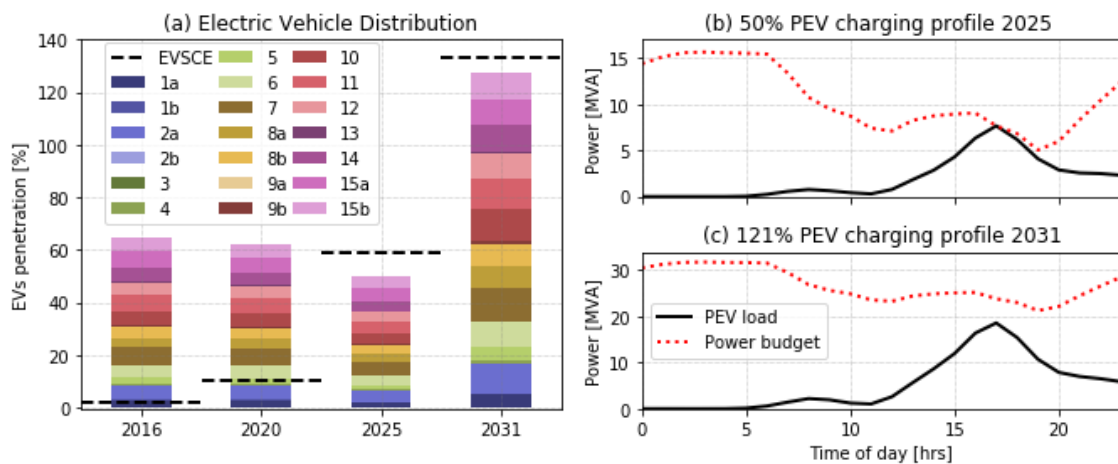 (a) Electric Vehicle Distribution
EVs penetration [%]
140
120
100
80
60
40
20
0
EVSCE
1a
1b
2a
2b
3
4
5
6
7
8a
8b
9a
9b
10
11
12
13
14
15a
15b
2016
2020
2025
2031
(b) 50% PEV charging profile 2025
Power [MVA]
15
10
5
0
(c) 121% PEV charging profile 2031
Power [MVA]
30
20
10
0
PEV load
Power budget
0
5
10
15
20
Time of day [hrs]